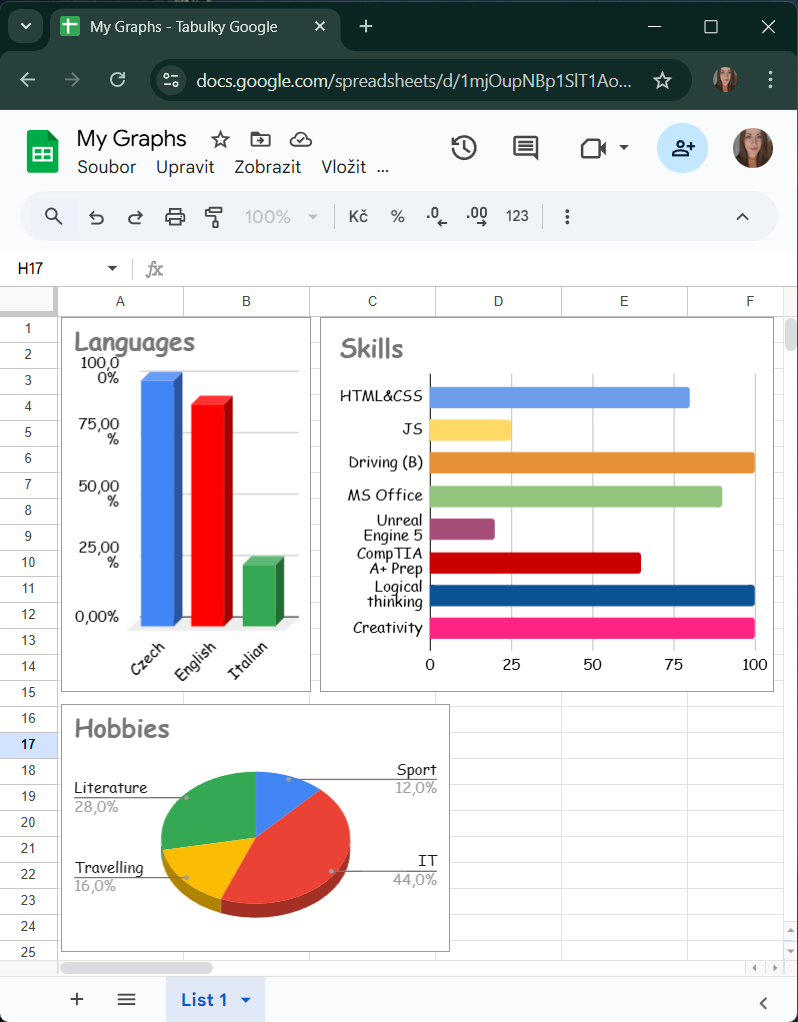 My Graphs - Tabulky Google
docs.google.com/spreadsheets/d/1mjOupNBp1SlT1Ao...
My Graphs
Soubor Upravit Zobrazit Vložit ...
100% Kč % .0 .00 123
H17 fx
A B C D E F
1
2
3
4
5
6
7
8
9
10
11
12
13
14
15
16
17
18
19
20
21
22
23
24
25
Languages
100,0
0%
75,00
%
50,00
%
25,00
%
0,00%
Czech English Italian
Skills
HTML&CSS
JS
Driving (B)
MS Office
Unreal
Engine 5
CompTIA
A+ Prep
Logical
thinking
Creativity
0 25 50 75 100
Hobbies
Literature
28,0%
Sport
12,0%
Travelling
16,0%
IT
44,0%
List 1